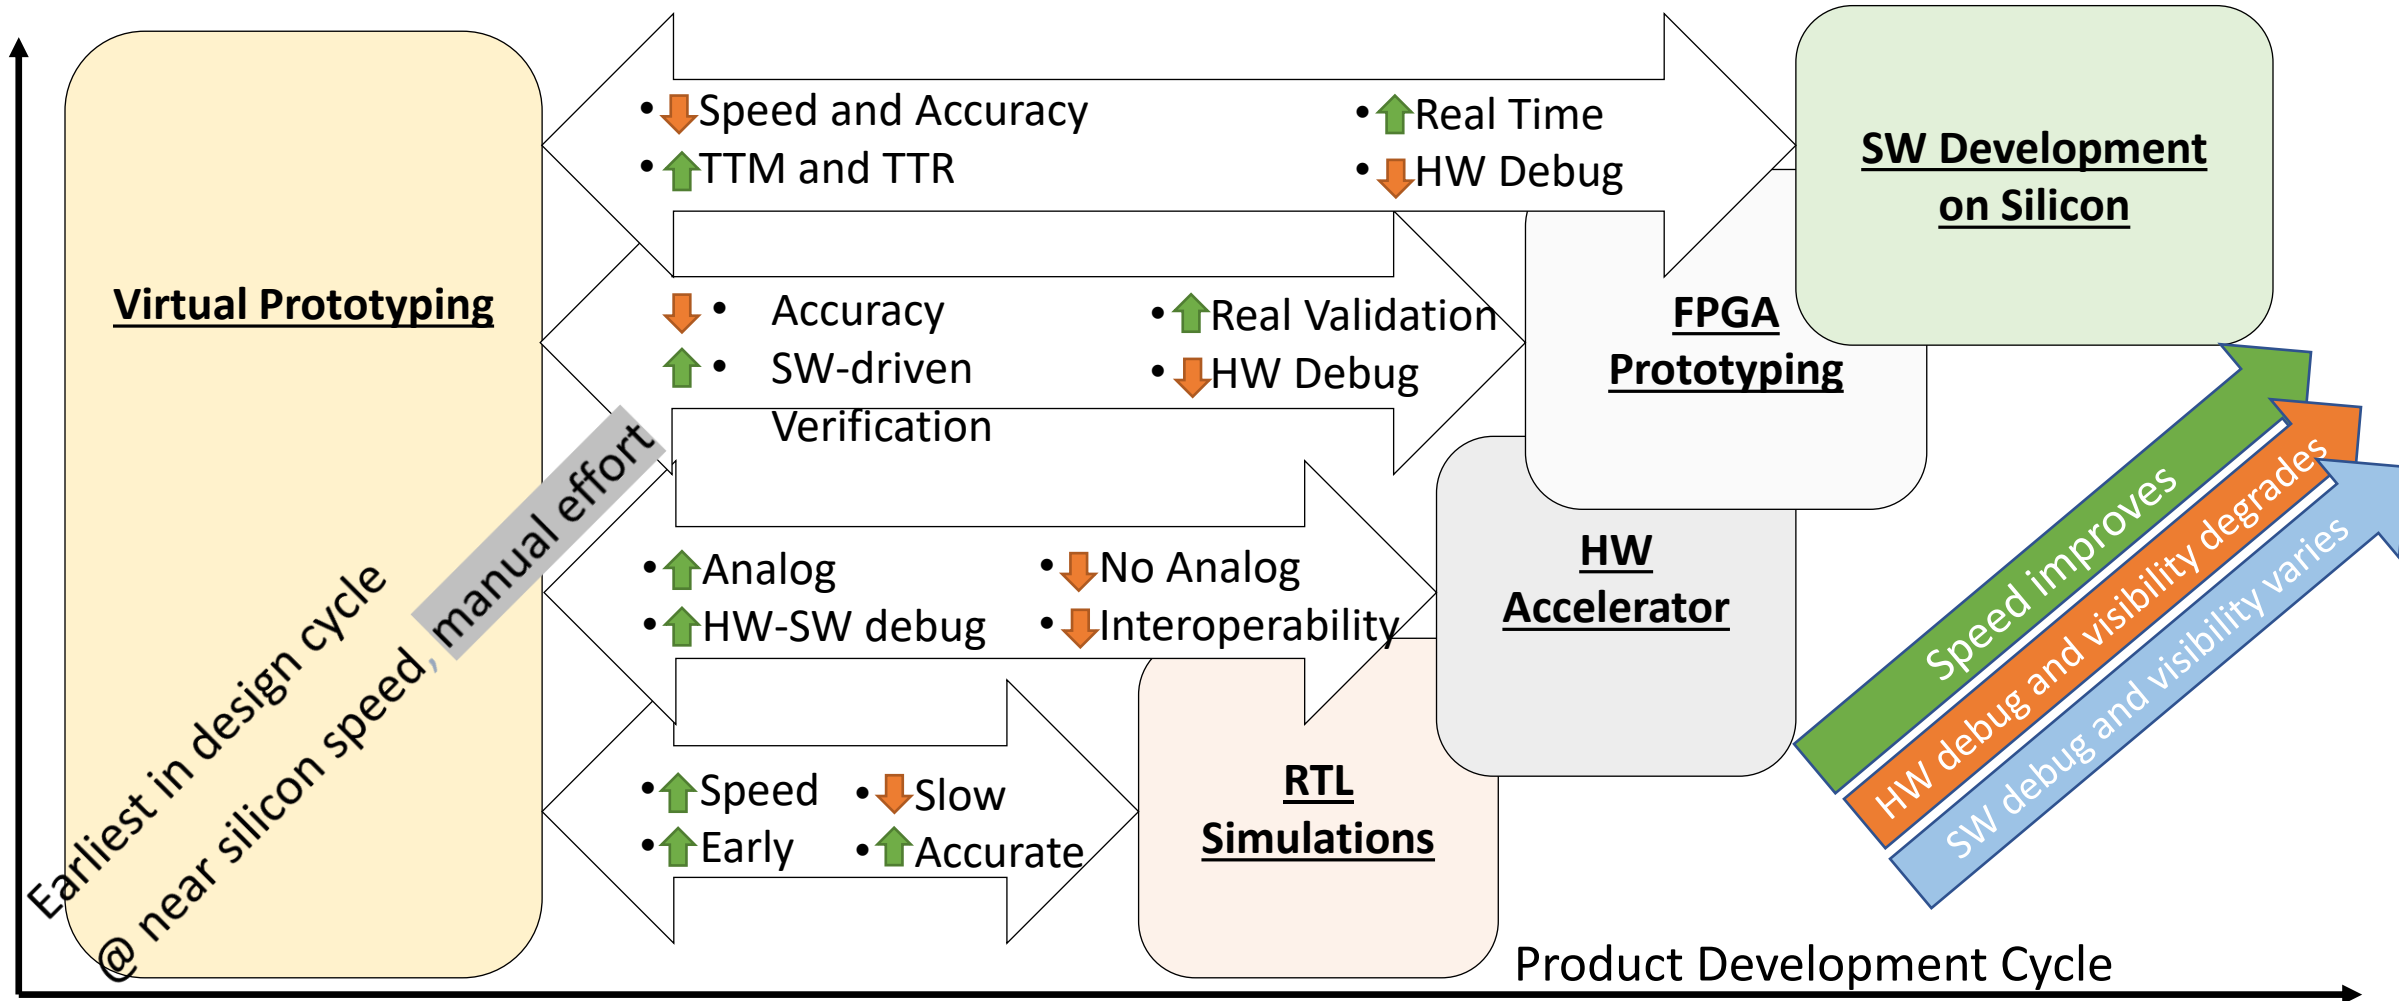 Virtual Prototyping
Earliest in design cycle
@ near silicon speed, manual effort
• Speed and Accuracy
• TTM and TTR
• Real Time
• HW Debug
SW Development
on Silicon
• Accuracy
• SW-driven
Verification
• Real Validation
• HW Debug
FPGA
Prototyping
• Analog
• HW-SW debug
• No Analog
• Interoperability
HW
Accelerator
• Speed
• Early
• Slow
• Accurate
RTL
Simulations
Speed improves
HW debug and visibility degrades
SW debug and visibility varies
Product Development Cycle